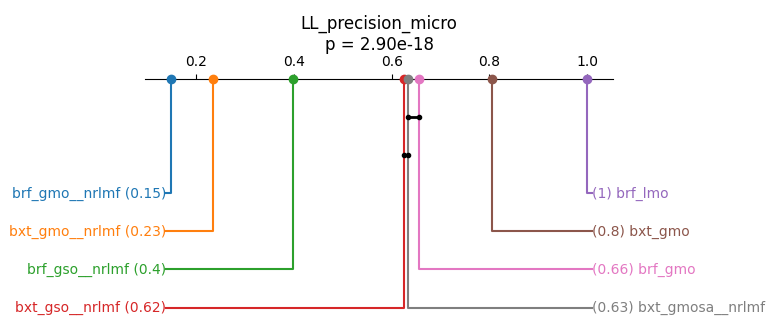 LL_precision_micro
p = 2.90e-18
0.2 0.4 0.6 0.8 1.0
brf_gmo__nrlmf (0.15) (1) brf_lmo
bxt_gmo__nrlmf (0.23) (0.8) bxt_gmo
brf_gso__nrlmf (0.4) (0.66) brf_gmo
bxt_gso__nrlmf (0.62) (0.63) bxt_gmosa__nrlmf